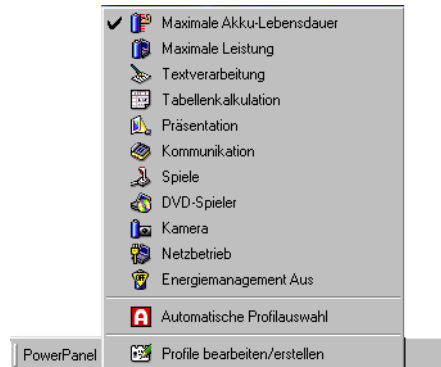 Maximale Akku-Lebensdauer
Maximale Leistung
Textverarbeitung
Tabellenkalkulation
Präsentation
Kommunikation
Spiele
DVD-Spieler
Kamera
Netzbetrieb
Energiemanagement Aus
A Automatische Profilauswahl
PowerPanel Profile bearbeiten/erstellen